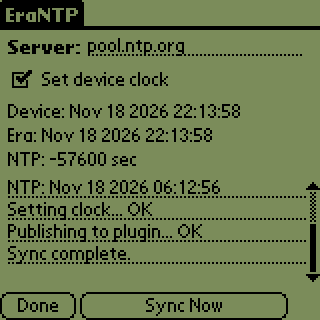 EraNTP
Server: pool.ntp.org
Set device clock
Device: Nov 18 2026 22:13:58
Era: Nov 18 2026 22:13:58
NTP: -57600 sec
NTP: Nov 18 2026 06:12:56
Setting clock... OK
Publishing to plugin... OK
Sync complete.
Done
Sync Now